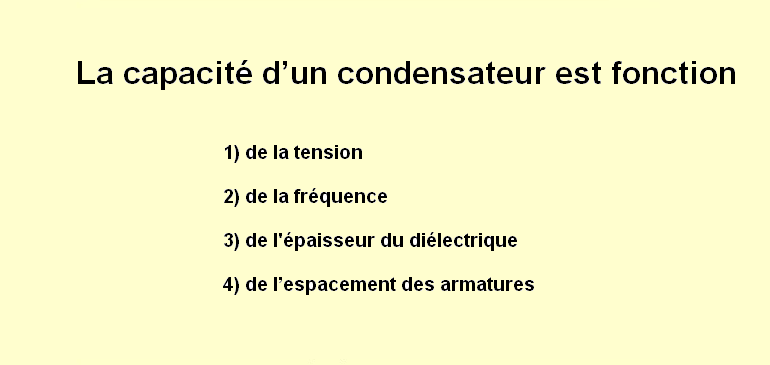 La capacité d’un condensateur est fonction
1) de la tension
2) de la fréquence
3) de l'épaisseur du diélectrique
4) de l’espacement des armatures